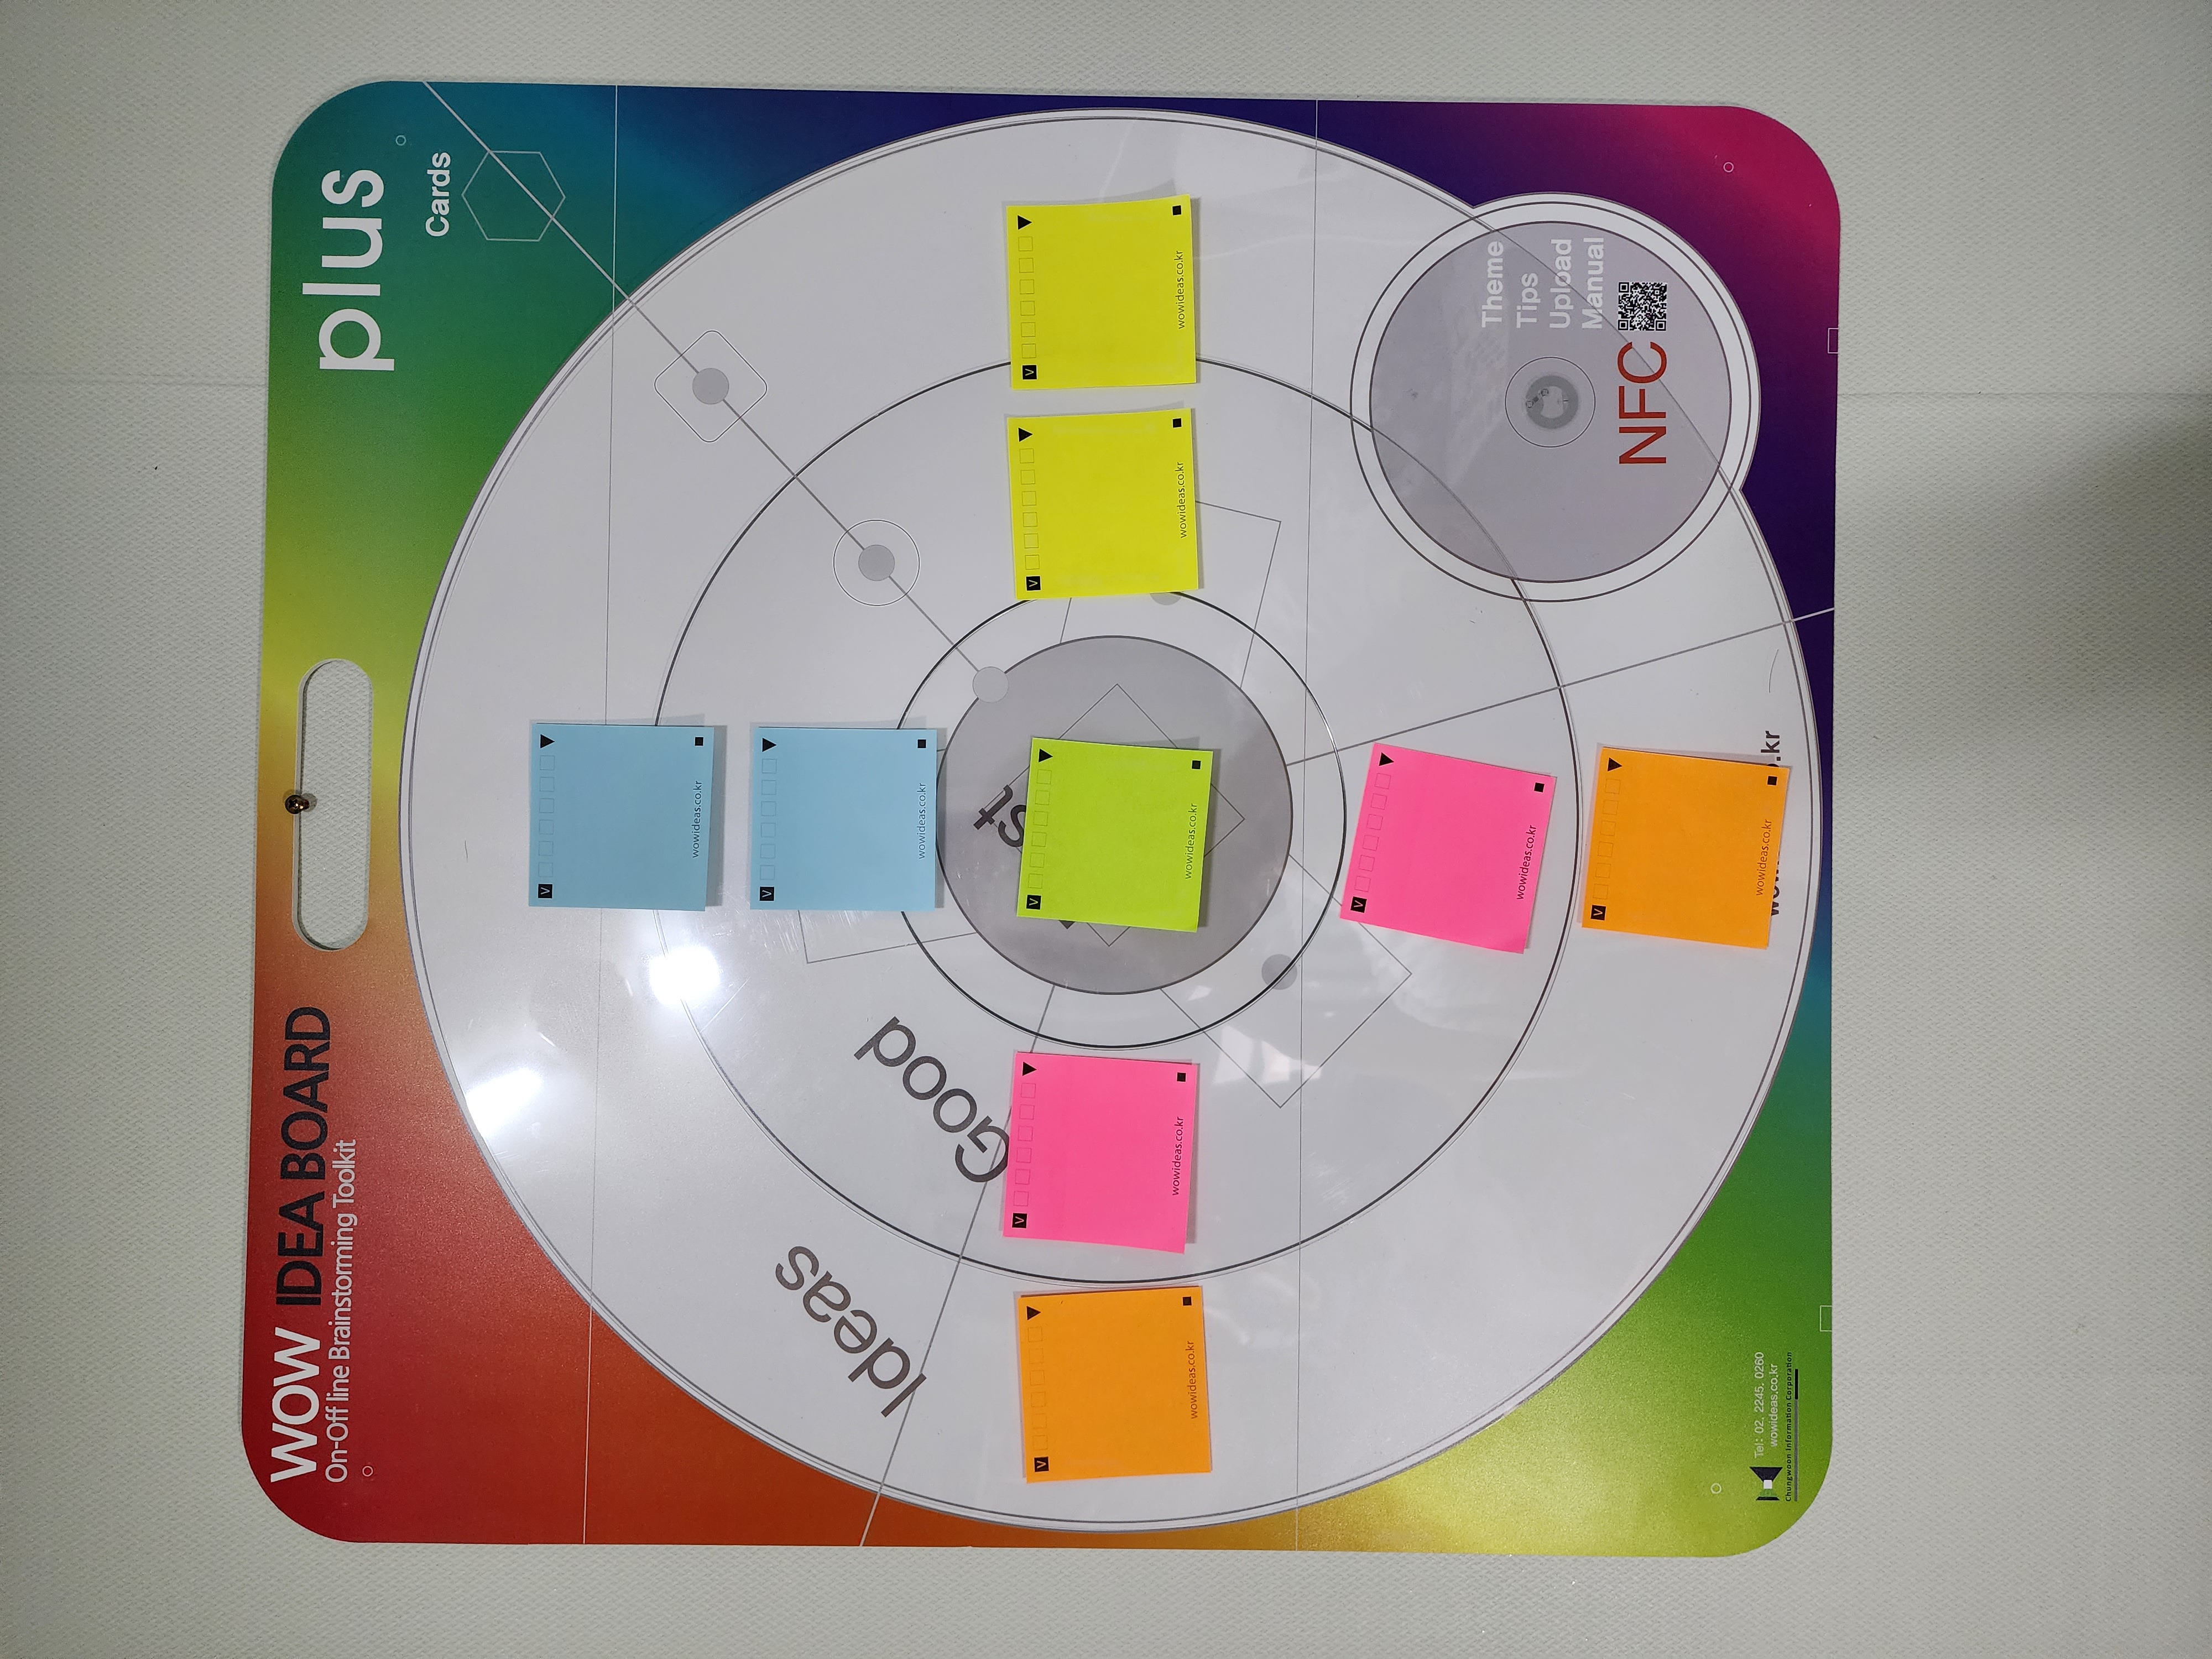 WOW IDEA BOARD
On-Off line Brainstorming Toolkit
plus
Cards
V
wowideas.co.kr
V
wowideas.co.kr
Ideas
Good
st
V
wowideas.co.kr
V
wowideas.co.kr
V
wowideas.co.kr
V
wowideas.co.kr
V
wowideas.co.kr
V
wowideas.co.kr
V
wowideas.co.kr
.kr
Theme
Tips
Upload
Manual
NFC
Tel: 02. 2245. 0260
wowideas.co.kr
Chungwoon Information Corporation